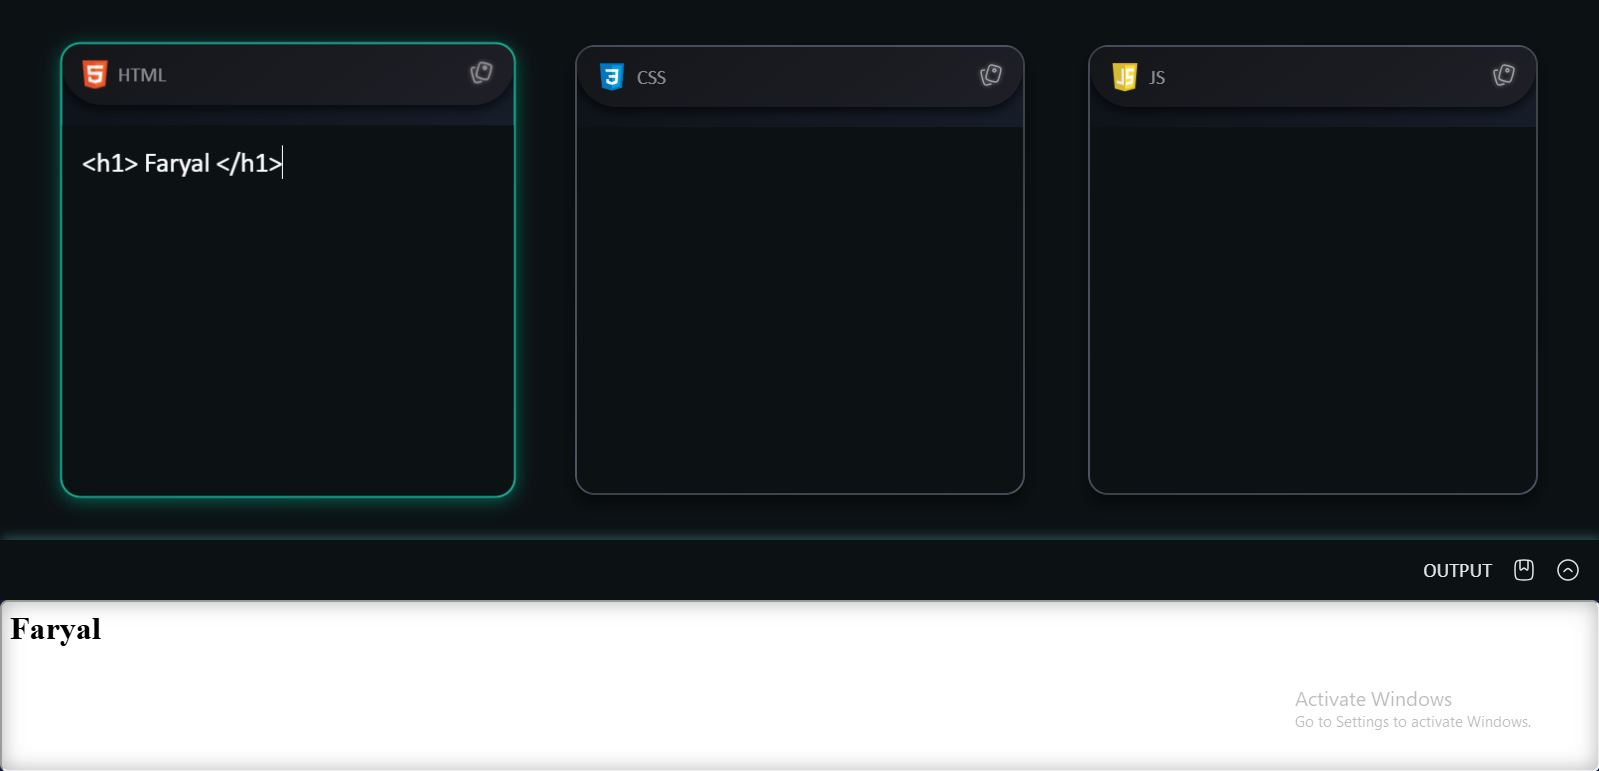 HTML
CSS
JS
<h1> Faryal </h1>
OUTPUT
Faryal
Activate Windows
Go to Settings to activate Windows.